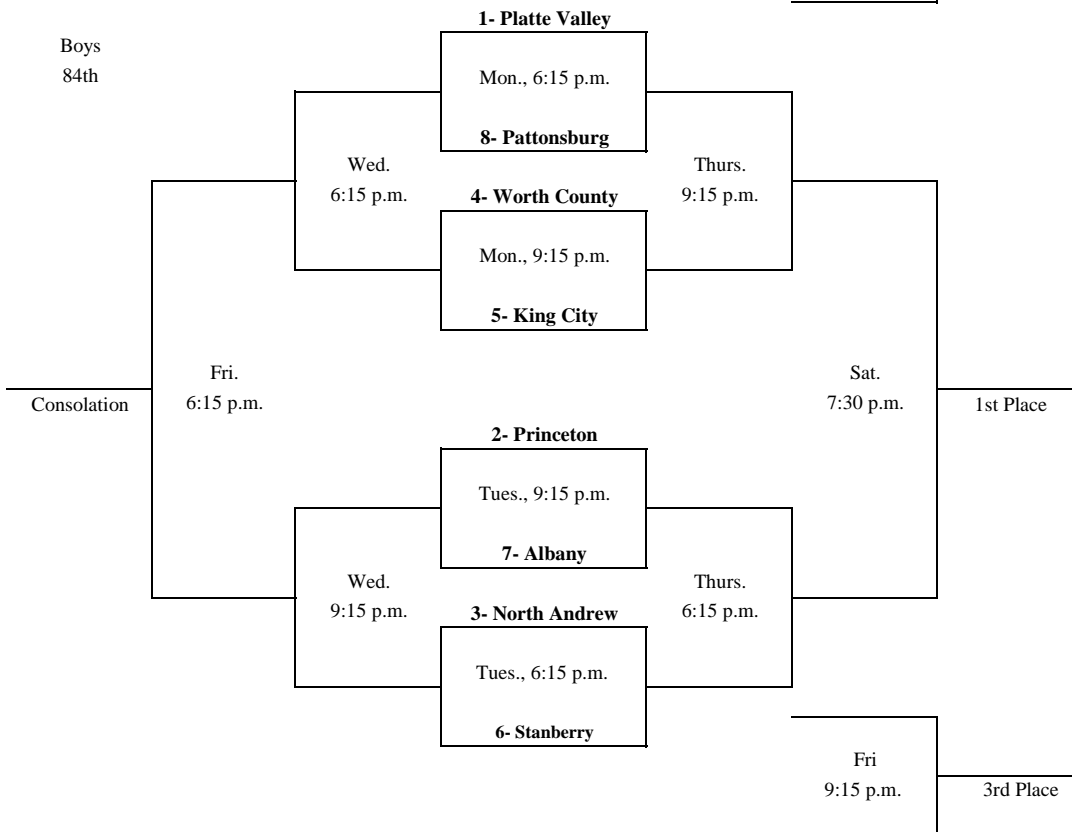 1- Platte Valley
Boys
84th
Mon., 6:15 p.m.
8- Pattonsburg
Wed.
6:15 p.m.
Thurs.
9:15 p.m.
4- Worth County
Mon., 9:15 p.m.
5- King City
Fri.
6:15 p.m.
Consolation
Sat.
7:30 p.m.
1st Place
2- Princeton
Tues., 9:15 p.m.
7- Albany
Wed.
9:15 p.m.
Thurs.
6:15 p.m.
3- North Andrew
Tues., 6:15 p.m.
6- Stanberry
Fri
9:15 p.m.
3rd Place